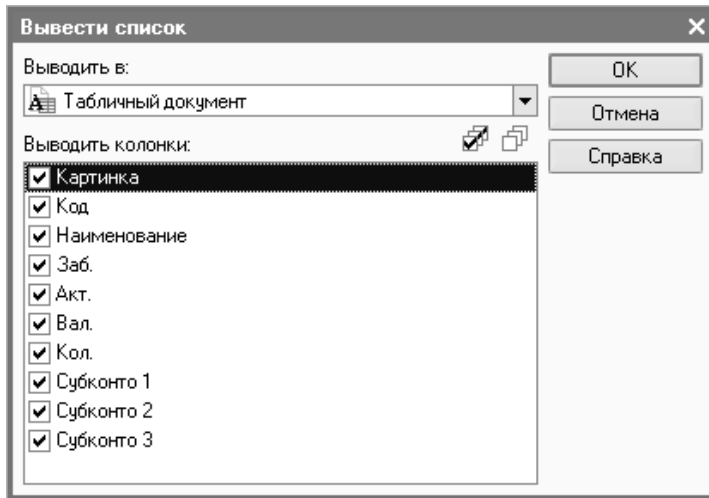 Вывести список
Выводить в:
Табличный документ
Выводить колонки:
Картинка
Код
Наименование
Заб.
Акт.
Вал.
Кол.
Субконто 1
Субконто 2
Субконто 3
OK
Отмена
Справка